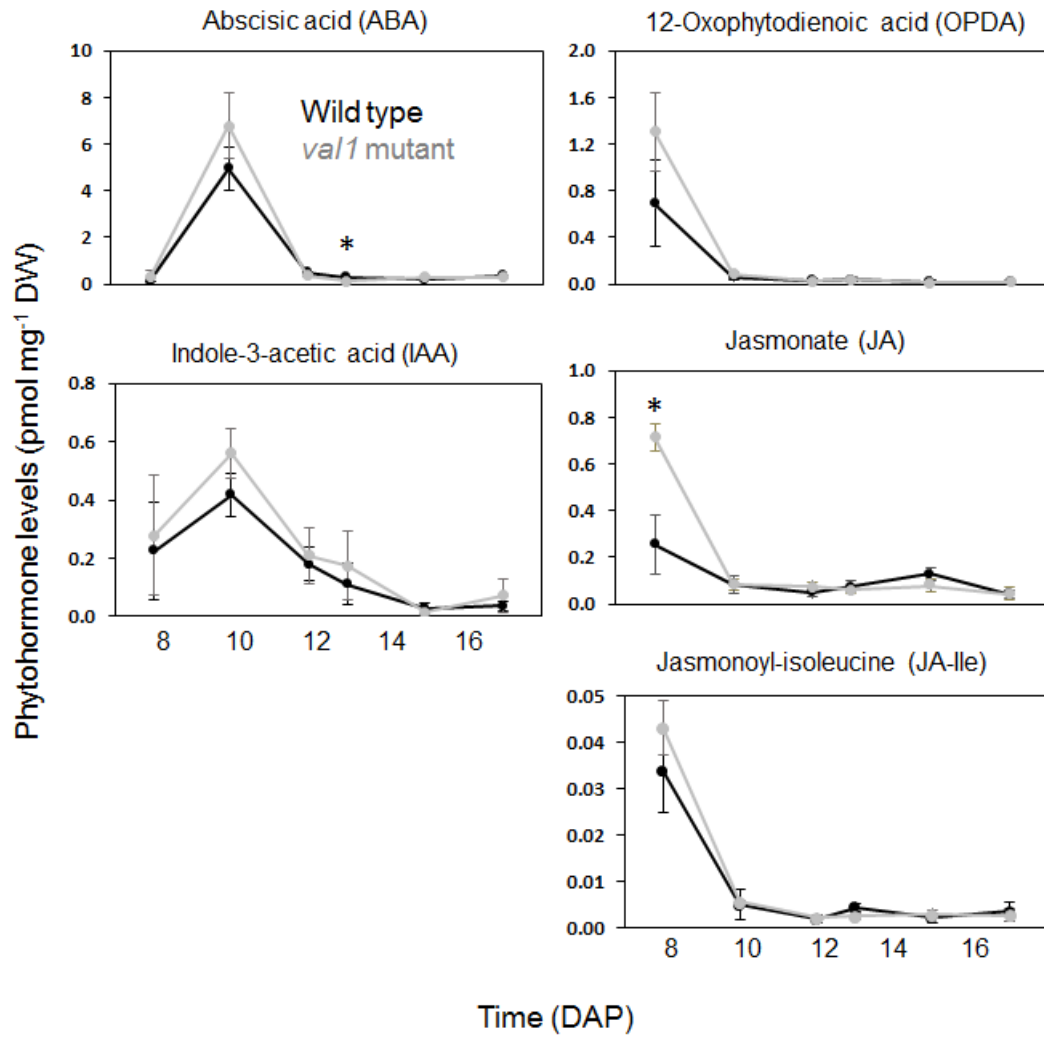 Abscisic acid (ABA)
10
8
6
4
2
0
Wild type
val1 mutant
*
12-Oxophytodienoic acid (OPDA)
2.0
1.6
1.2
0.8
0.4
0.0
Phytohormone levels (pmol mg-1 DW)
Indole-3-acetic acid (IAA)
0.8
0.6
0.4
0.2
0.0
8 10 12 14 16
Jasmonate (JA)
1.0
0.8
0.6
0.4
0.2
0.0
*
Jasmonoyl-isoleucine (JA-Ile)
0.05
0.04
0.03
0.02
0.01
0.00
8 10 12 14 16
Time (DAP)